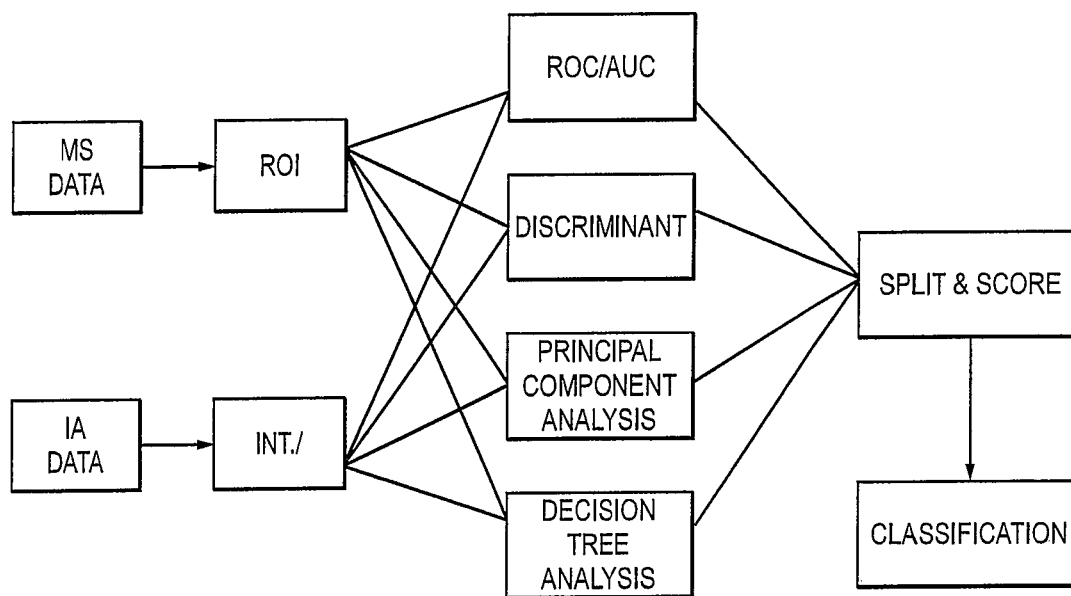 MS
DATA
ROI
IA
DATA
INT./
ROC/AUC
DISCRIMINANT
PRINCIPAL
COMPONENT
ANALYSIS
DECISION
TREE
ANALYSIS
SPLIT & SCORE
CLASSIFICATION